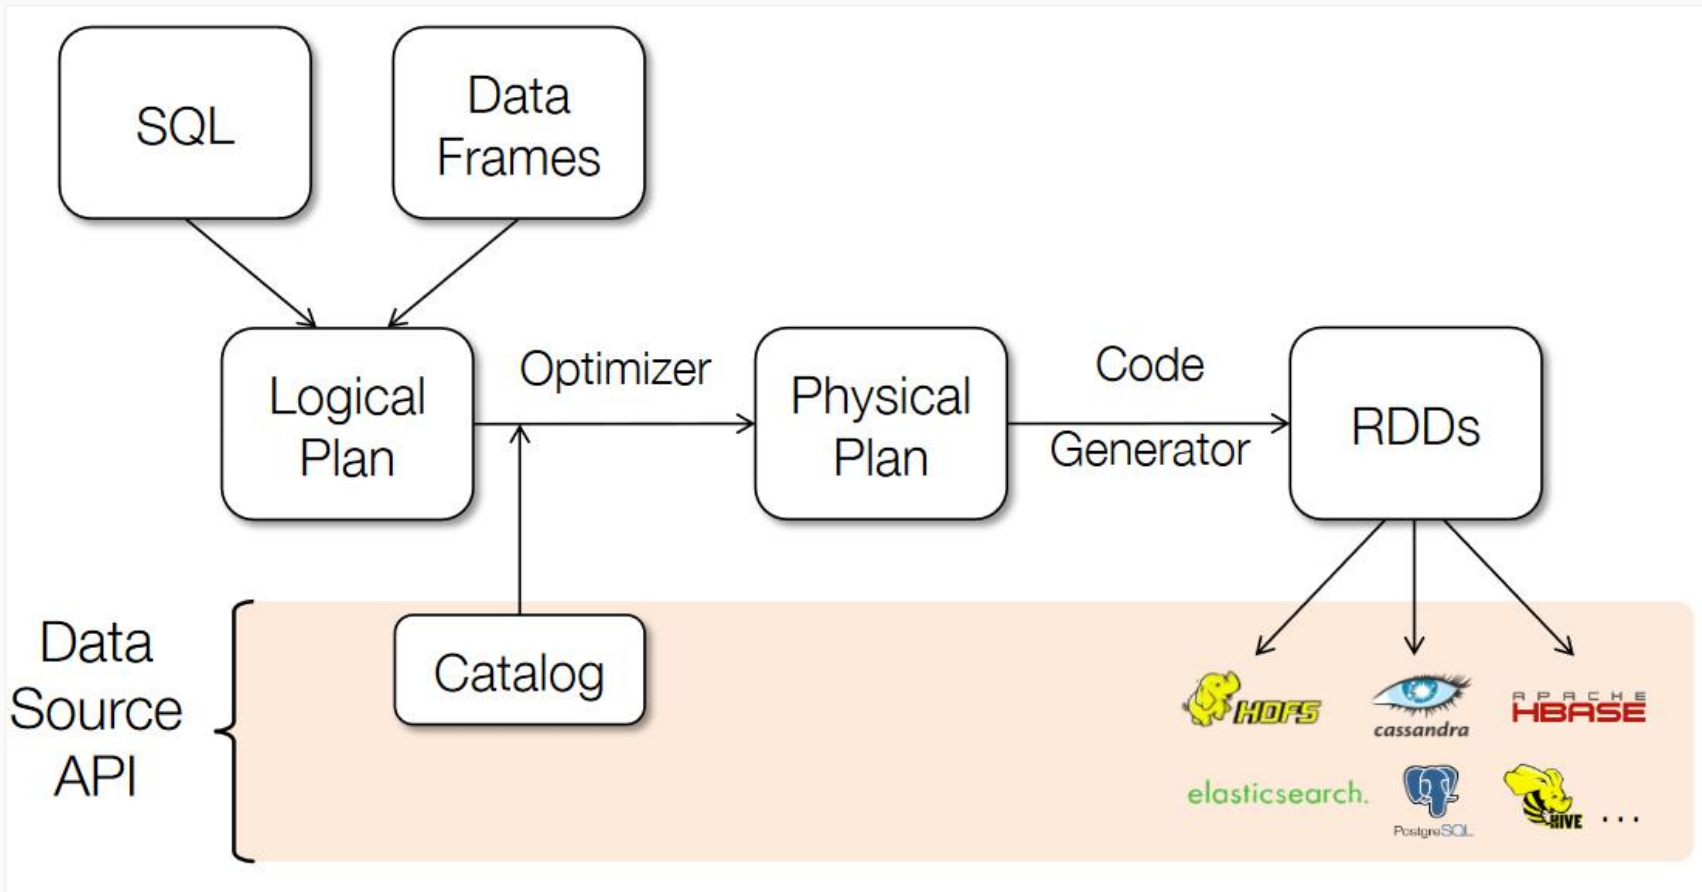 SQL
Data
Frames
Logical
Plan
Optimizer
Physical
Plan
Code
Generator
RDDs
Data
Source
API
Catalog
HDFS
cassandra
APACHE
HBASE
elasticsearch.
PostgreSQL
HIVE
...